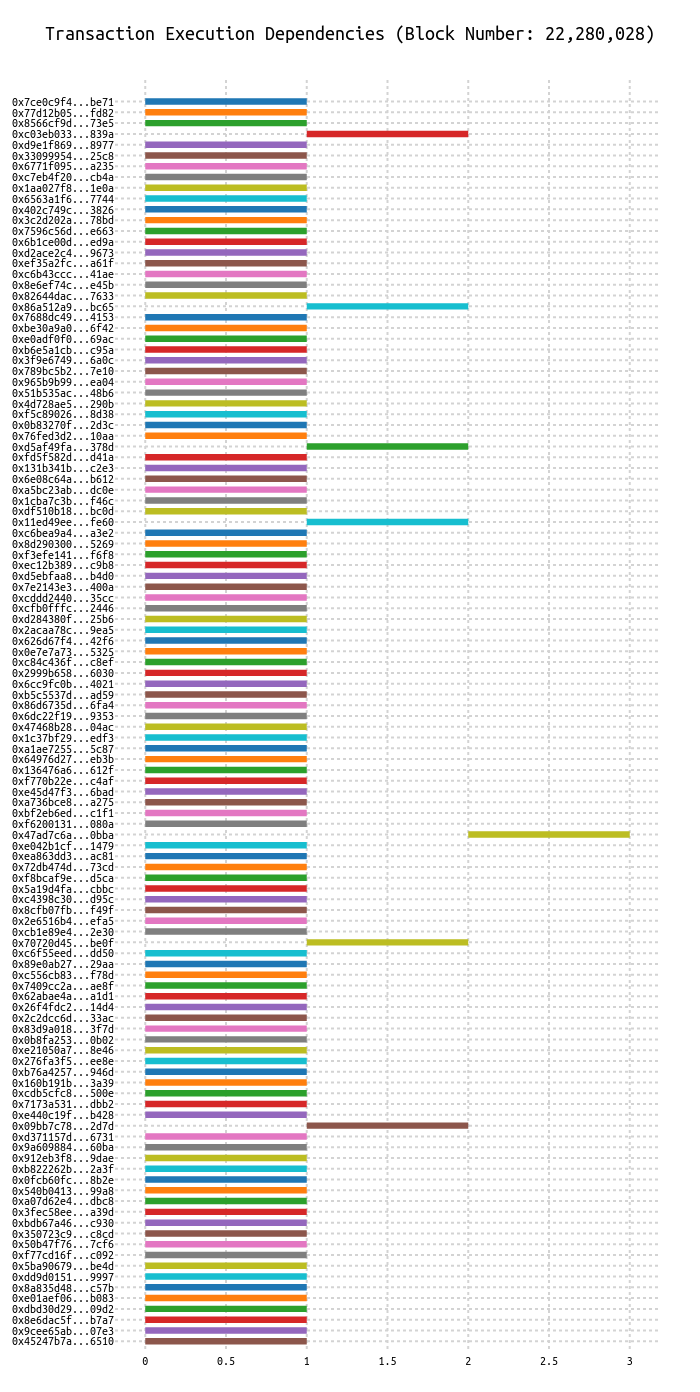 Transaction Execution Dependencies (Block Number: 22,280,028)
0x7ce0c9f4...be71
0x77d12b05...fd82
0x8566cf9d...73e5
0xc03eb033...839a
0xd9e1f869...8977
0x33099954...25c8
0x6771f095...a235
0xc7eb4f20...cb4a
0x1aa027f8...1e0a
0x6563a1f6...7744
0x402c749c...3826
0x3c2d202a...78bd
0x7596c56d...e663
0x6b1ce00d...ed9a
0xd2ace2c4...9673
0xef35a2fc...a61f
0xc6b43ccc...41ae
0x8e6ef74c...e45b
0x82644dac...7633
0x86a512a9...bc65
0x7688dc49...4153
0xbe30a9a0...6f42
0xe0adf0f0...69ac
0xb6e5a1cb...c95a
0x3f9e6749...6a0c
0x789bc5b2...7e10
0x965b9b99...ea04
0x51b535ac...48b6
0x4d728ae5...290b
0xf5c89026...8d38
0x0b83270f...2d3c
0x76fed3d2...10aa
0xd5af49fa...378d
0xfd5f582d...d41a
0x131b341b...c2e3
0x6e08c64a...b612
0xa5bc23ab...dc0e
0x1cba7c3b...f46c
0xdf510b18...bc0d
0x11ed49ee...fe60
0xc6bea9a4...a3e2
0x8d290300...5269
0xf3efe141...f6f8
0xec12b389...c9b8
0xd5ebfaa8...b4d0
0x7e2143e3...400a
0xcddd2440...35cc
0xcfb0fffc...2446
0xd284380f...25b6
0x2acaa78c...9ea5
0x626d67f4...42f6
0x0e7e7a73...5325
0xc84c436f...c8ef
0x2999b658...6030
0x6cc9fc0b...4021
0xb5c5537d...ad59
0x86d6735d...6fa4
0x6dc22f19...9353
0x47468b28...04ac
0x1c37bf29...edf3
0xa1ae7255...5c87
0x64976d27...eb3b
0x136476a6...612f
0xf770b22e...c4af
0xe45d47f3...6bad
0xa736bce8...a275
0xbf2eb6ed...c1f1
0xf6200131...080a
0x47ad7c6a...0bba
0xe042b1cf...1479
0xea863dd3...ac81
0x72db474d...73cd
0xf8bcaf9e...d5ca
0x5a19d4fa...cbbc
0xc4398c30...d95c
0x8cfb07fb...f49f
0x2e6516b4...efa5
0xcb1e89e4...2e30
0x70720d45...be0f
0xc6f55eed...dd50
0x89e0ab27...29aa
0xc556cb83...f78d
0x7409cc2a...ae8f
0x62abae4a...a1d1
0x26f4fdc2...14d4
0x2c2dcc6d...33ac
0x83d9a018...3f7d
0x0b8fa253...0b02
0xe21050a7...8e46
0x276fa3f5...ee8e
0xb76a4257...946d
0x160b191b...3a39
0xcdb5cfc8...500e
0x7173a531...dbb2
0xe440c19f...b428
0x09bb7c78...2d7d
0xd371157d...6731
0x9a609884...60ba
0x912eb3f8...9dae
0xb822262b...2a3f
0x0fcb60fc...8b2e
0x540b0413...99a8
0xa07d62e4...dbc8
0x3fec58ee...a39d
0xbdb67a46...c930
0x350723c9...c8cd
0x50b47f76...7cf6
0xf77cd16f...c092
0x5ba90679...be4d
0xdd9d0151...9997
0x8a835d48...c57b
0xe01aef06...b083
0xdbd30d29...09d2
0x8e6dac5f...b7a7
0x9cee65ab...07e3
0x45247b7a...6510
0 0.5 1 1.5 2 2.5 3